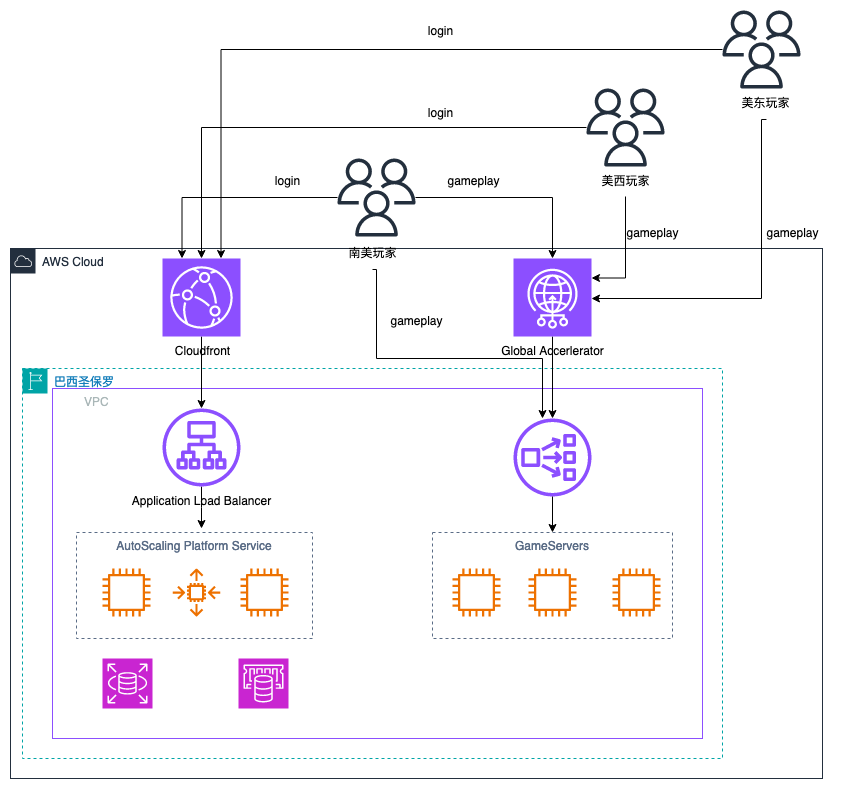 login
美东玩家
login
美西玩家
login
gameplay
gameplay
gameplay
南美玩家
AWS Cloud
gameplay
Cloudfront
Global Accerlerator
巴西圣保罗
VPC
Application Load Balancer
AutoScaling Platform Service
GameServers